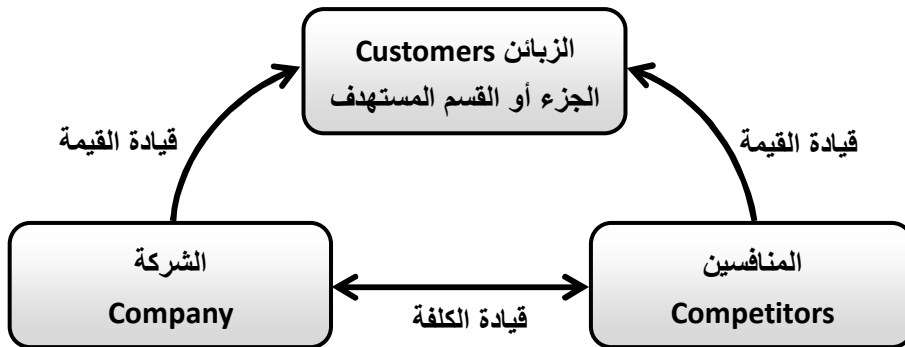 الزبائن Customers
الجزء أو القسم المستهدف
قيادة القيمة
قيادة القيمة
الشركة
Company
المنافسين
Competitors
قيادة الكلفة